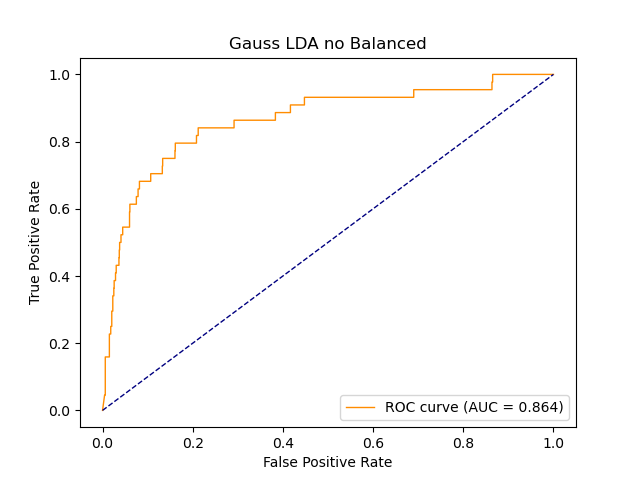 Gauss LDA no Balanced
1.0
0.8
0.6
0.4
0.2
0.0
True Positive Rate
ROC curve (AUC = 0.864)
0.0 0.2 0.4 0.6 0.8 1.0
False Positive Rate